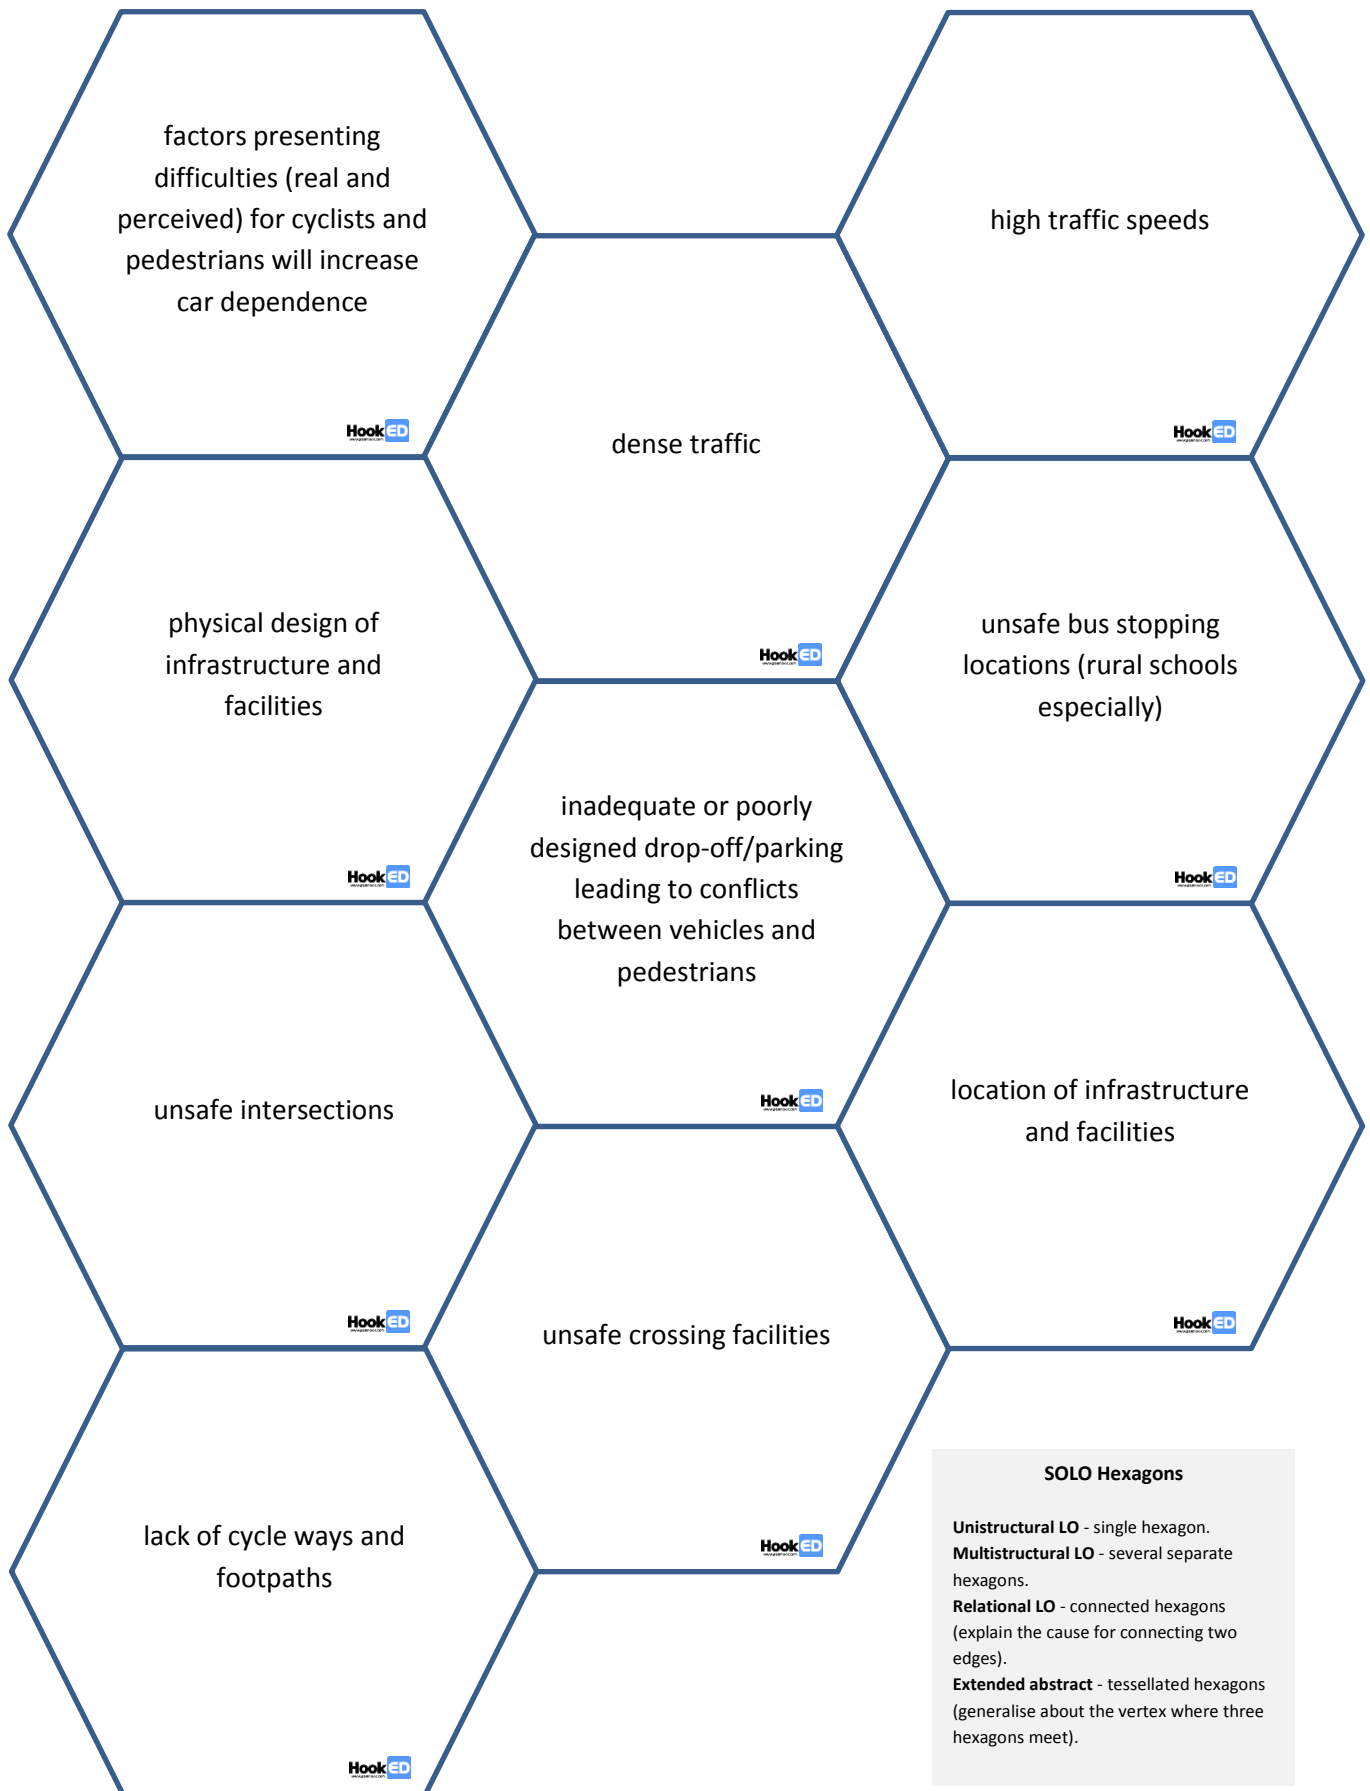 factors presenting
difficulties (real and
perceived) for cyclists and
pedestrians will increase
car dependence
HookED
high traffic speeds
HookED
dense traffic
HookED
physical design of
infrastructure and
facilities
HookED
unsafe bus stopping
locations (rural schools
especially)
HookED
inadequate or poorly
designed drop-off/parking
leading to conflicts
between vehicles and
pedestrians
HookED
unsafe intersections
HookED
location of infrastructure
and facilities
HookED
unsafe crossing facilities
HookED
lack of cycle ways and
footpaths
HookED
SOLO Hexagons
Unistructural LO - single hexagon.
Multistructural LO - several separate
hexagons.
Relational LO - connected hexagons
(explain the cause for connecting two
edges).
Extended abstract - tessellated hexagons
(generalise about the vertex where three
hexagons meet).